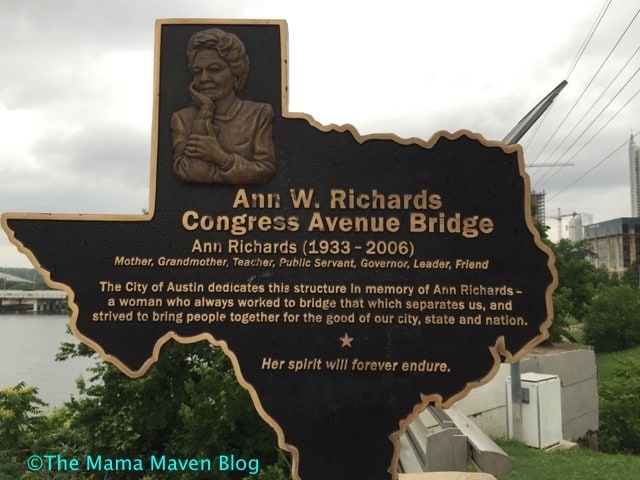 Ann W. Richards
Congress Avenue Bridge
Ann Richards (1933 - 2006)
Mother, Grandmother, Teacher, Public Servant, Governor, Leader, Friend
The City of Austin dedicates this structure in memory of Ann Richards -
a woman who always worked to bridge that which separates us, and
strived to bring people together for the good of our city, state and nation.
Her spirit will forever endure.
©The Mama Maven Blog